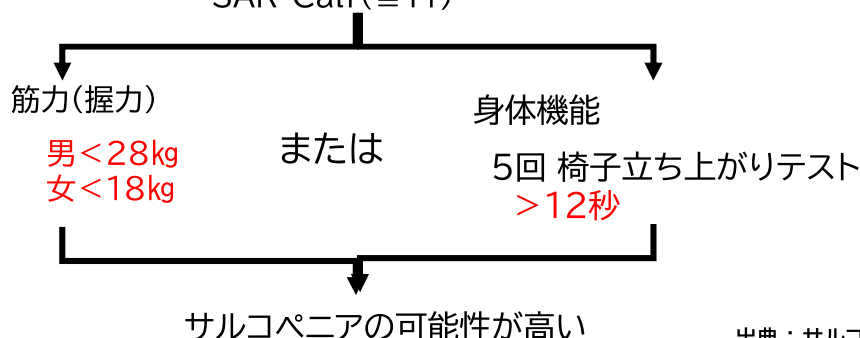 筋力(握力)
男<28kg
女<18kg
または
身体機能
5回 椅子立ち上がりテスト
>12秒
サルコペニアの可能性が高い